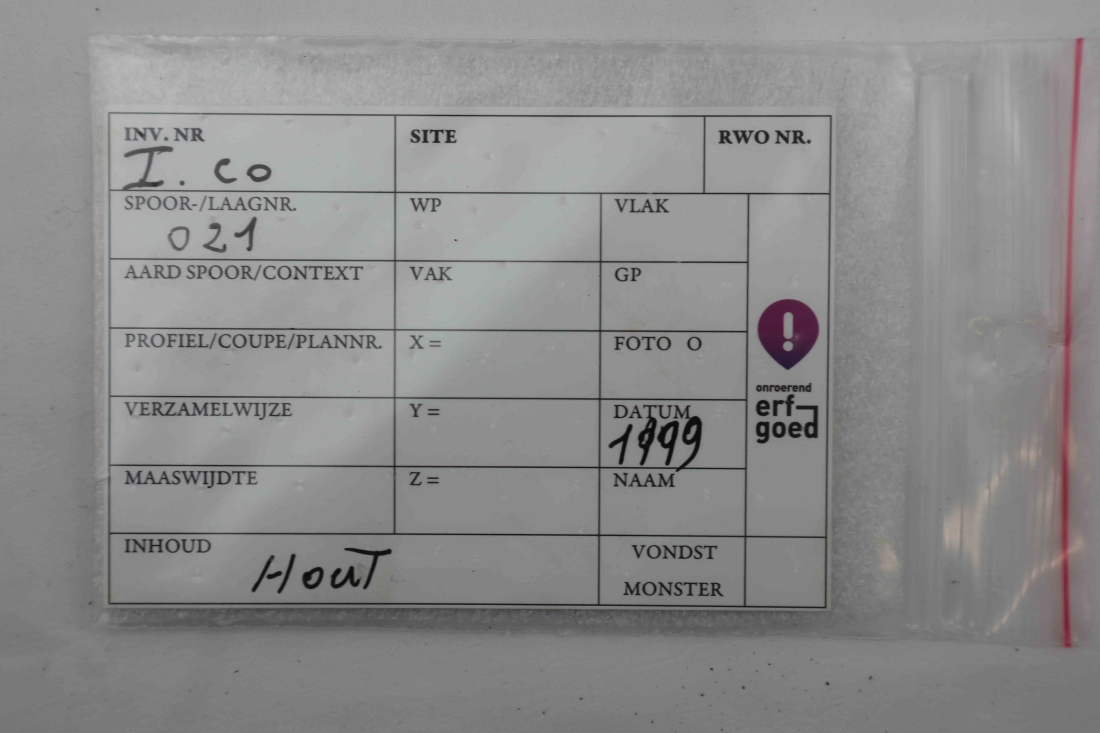 INV. NR SITE RWO NR.
I. co
SPOOR-/LAAGNR. WP VLAK
021
AARD SPOOR/CONTEXT VAK GP
PROFIEL/COUPE/PLANNR. X = FOTO O
VERZAMELWIJZE Y = DATUM
1999
MAASWIJDTE Z = NAAM
INHOUD
Hout
VONDST
MONSTER
onroerend
erf
goed